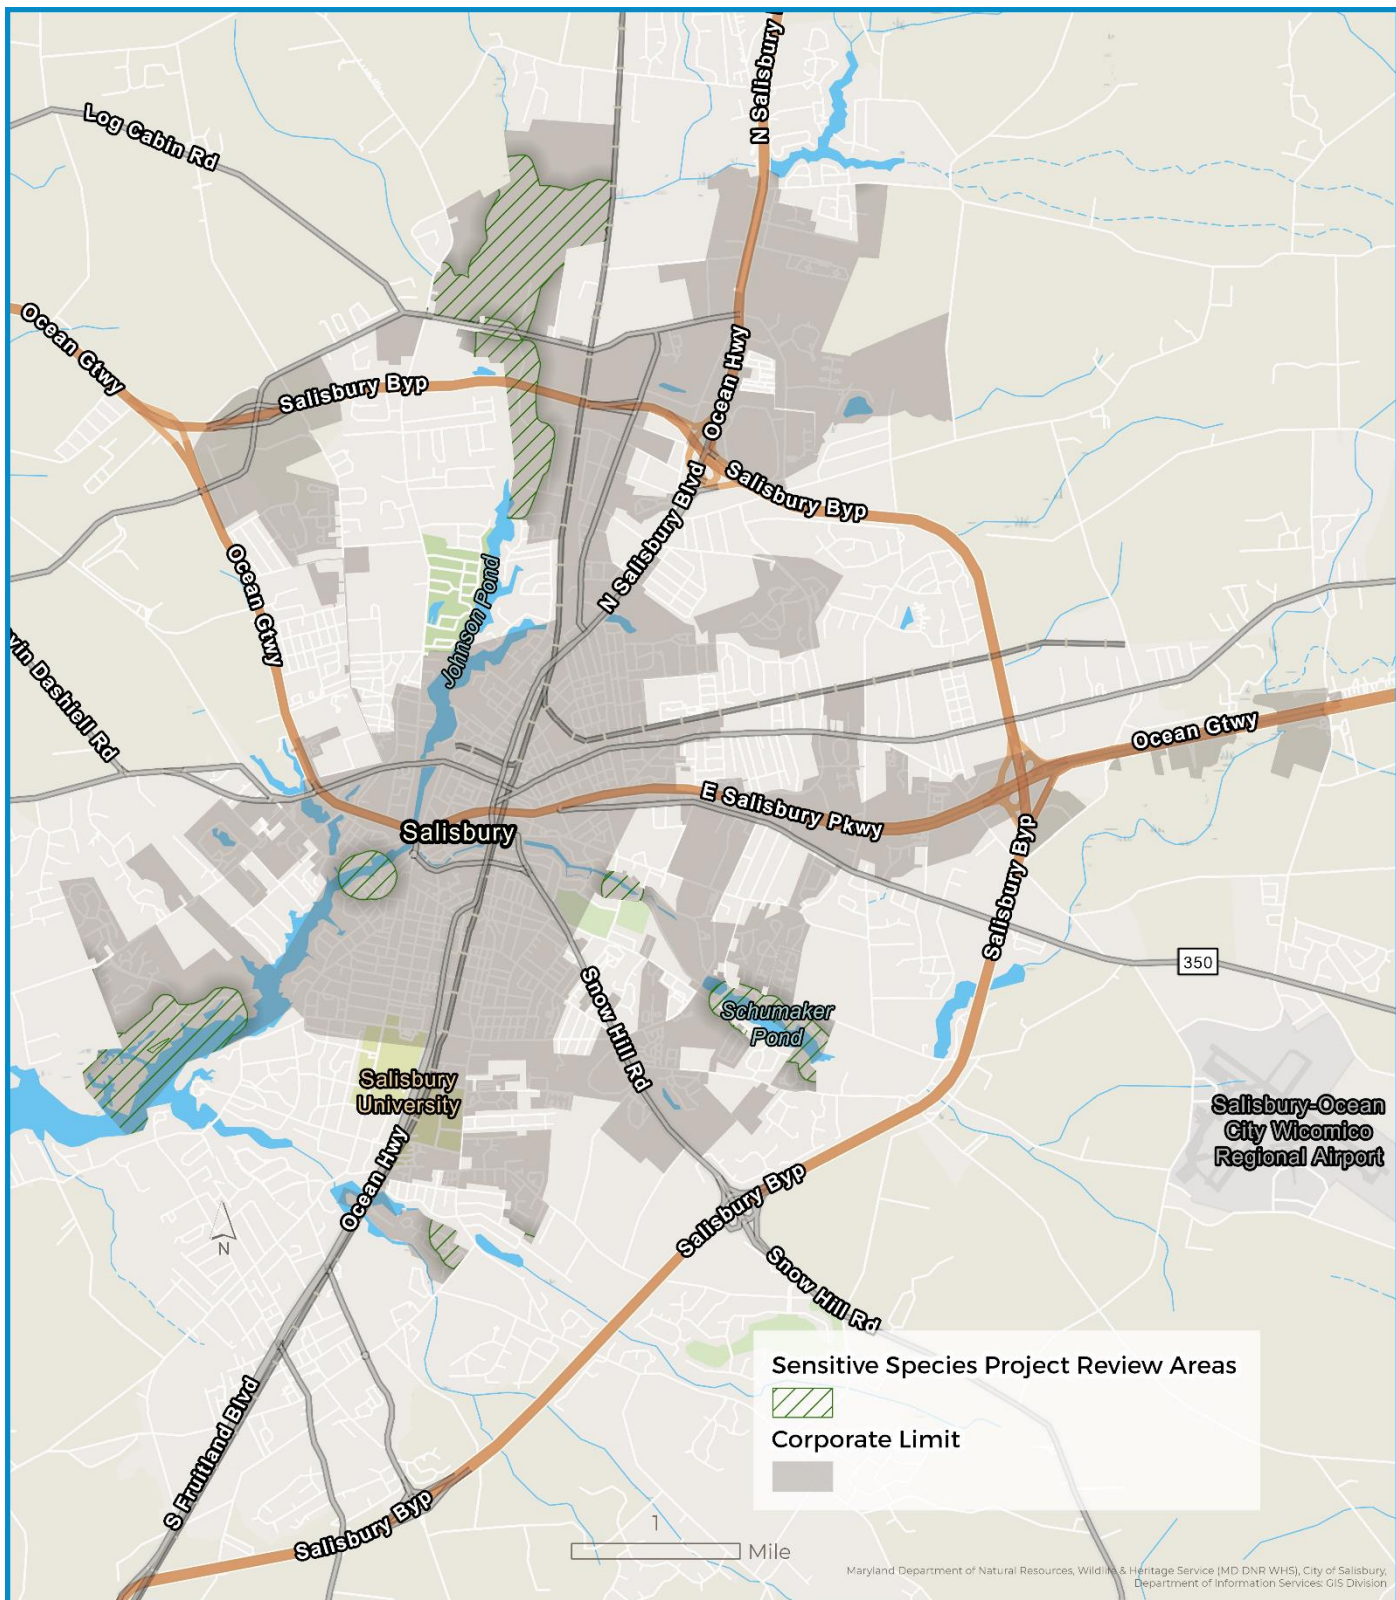 N Salisbury
Log Cabin Rd
Ocean Gtwy
Salisbury Byp
Ocean Hwy
Salisbury Byp
N Salisbury Blvd
Ocean Gtwy
Johnson Pond
Dashiell Rd
Ocean Gtwy
E Salisbury Pkwy
Salisbury
Salisbury Byp
350
Snow Hill Rd
Schumaker
Pond
Salisbury
University
Salisbury-Ocean
City Wicomico
Regional Airport
Ocean Hwy
N
Salisbury Byp
Snow Hill Rd
Sensitive Species Project Review Areas
Corporate Limit
S Fruitland Blvd
Salisbury Byp
1
Mile
Maryland Department of Natural Resources, Wildlife & Heritage Service (MD DNR WHS), City of Salisbury,
Department of Information Services: GIS Division